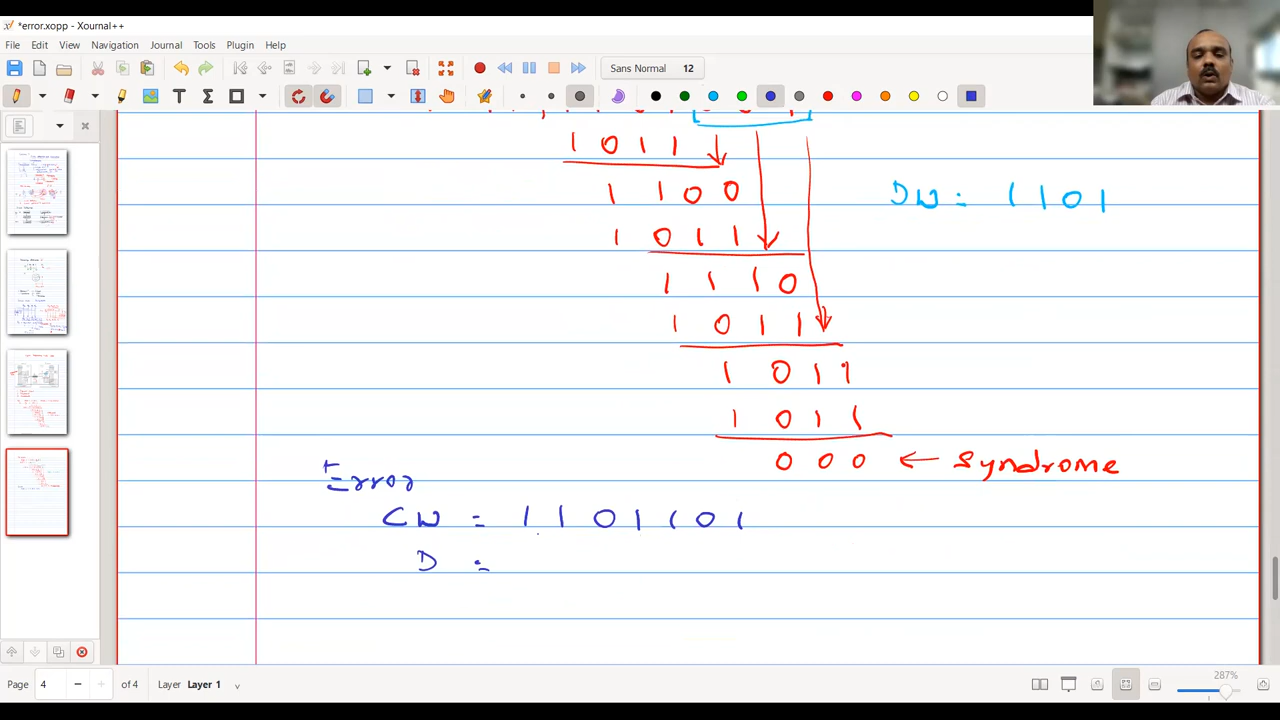 *error.xopp - Xournal++
File Edit View Navigation Journal Tools Plugin Help
Sans Normal 12
1 0 1 1
1 1 0 0
DW = 1 1 0 1
1 0 1 1
1 1 1 0
1 0 1 1
1 0 1 1
1 0 1 1
0 0 0 ← Syndrome
Error
CW = 1 1 0 1 1 0 1
D =
Page 4 of 4 Layer Layer 1
287%